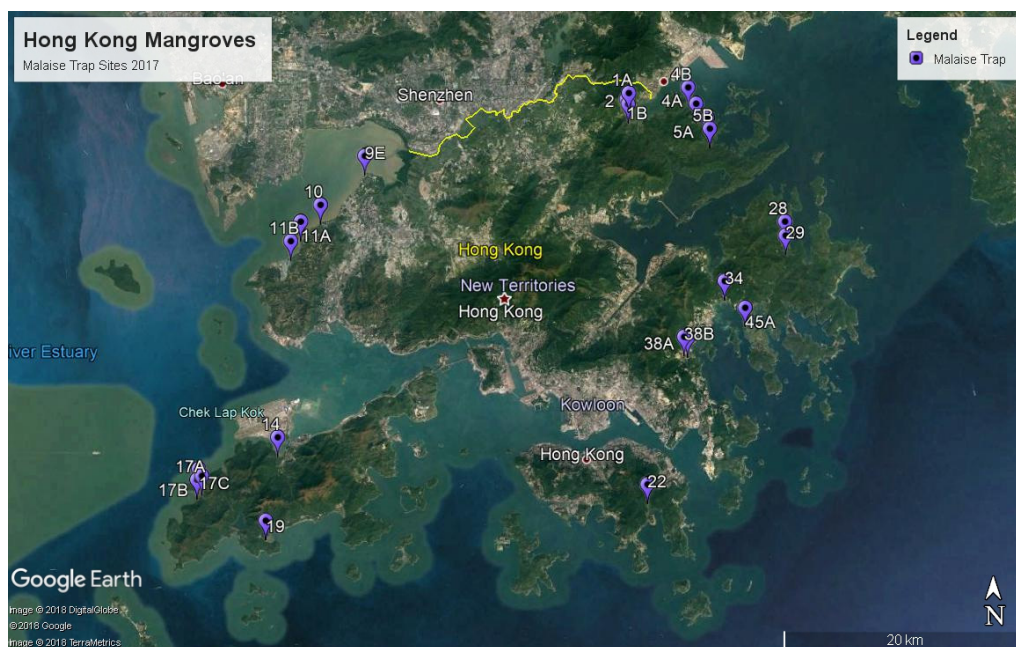 Hong Kong Mangroves
Malaise Trap Sites 2017
Legend
Malaise Trap
Bao'an
Shenzhen
1A
4B
2
1B
4A
5B
5A
9E
10
11B
11A
28
29
Hong Kong
New Territories
Hong Kong
34
45A
38A
38B
iver Estuary
Chek Lap Kok
Kowloon
14
Hong Kong
17A
17B
17C
22
19
Google Earth
Image © 2018 DigitalGlobe
©2018 Google
Image © 2018 TerraMetrics
N
20 km